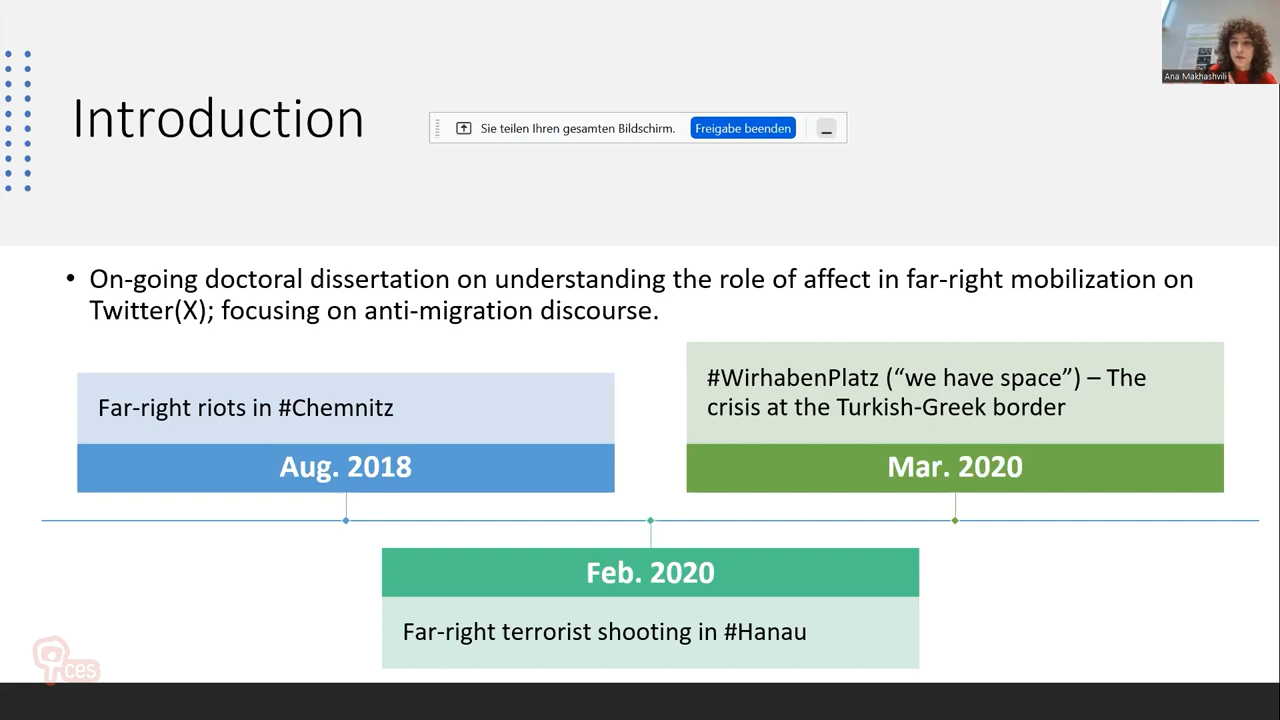 Ana Makhashvili
Introduction
Sie teilen Ihren gesamten Bildschirm.
Freigabe beenden
• On-going doctoral dissertation on understanding the role of affect in far-right mobilization on
Twitter(X); focusing on anti-migration discourse.
Far-right riots in #Chemnitz
Aug. 2018
#WirhabenPlatz (“we have space”) – The
crisis at the Turkish-Greek border
Mar. 2020
Feb. 2020
Far-right terrorist shooting in #Hanau
ces